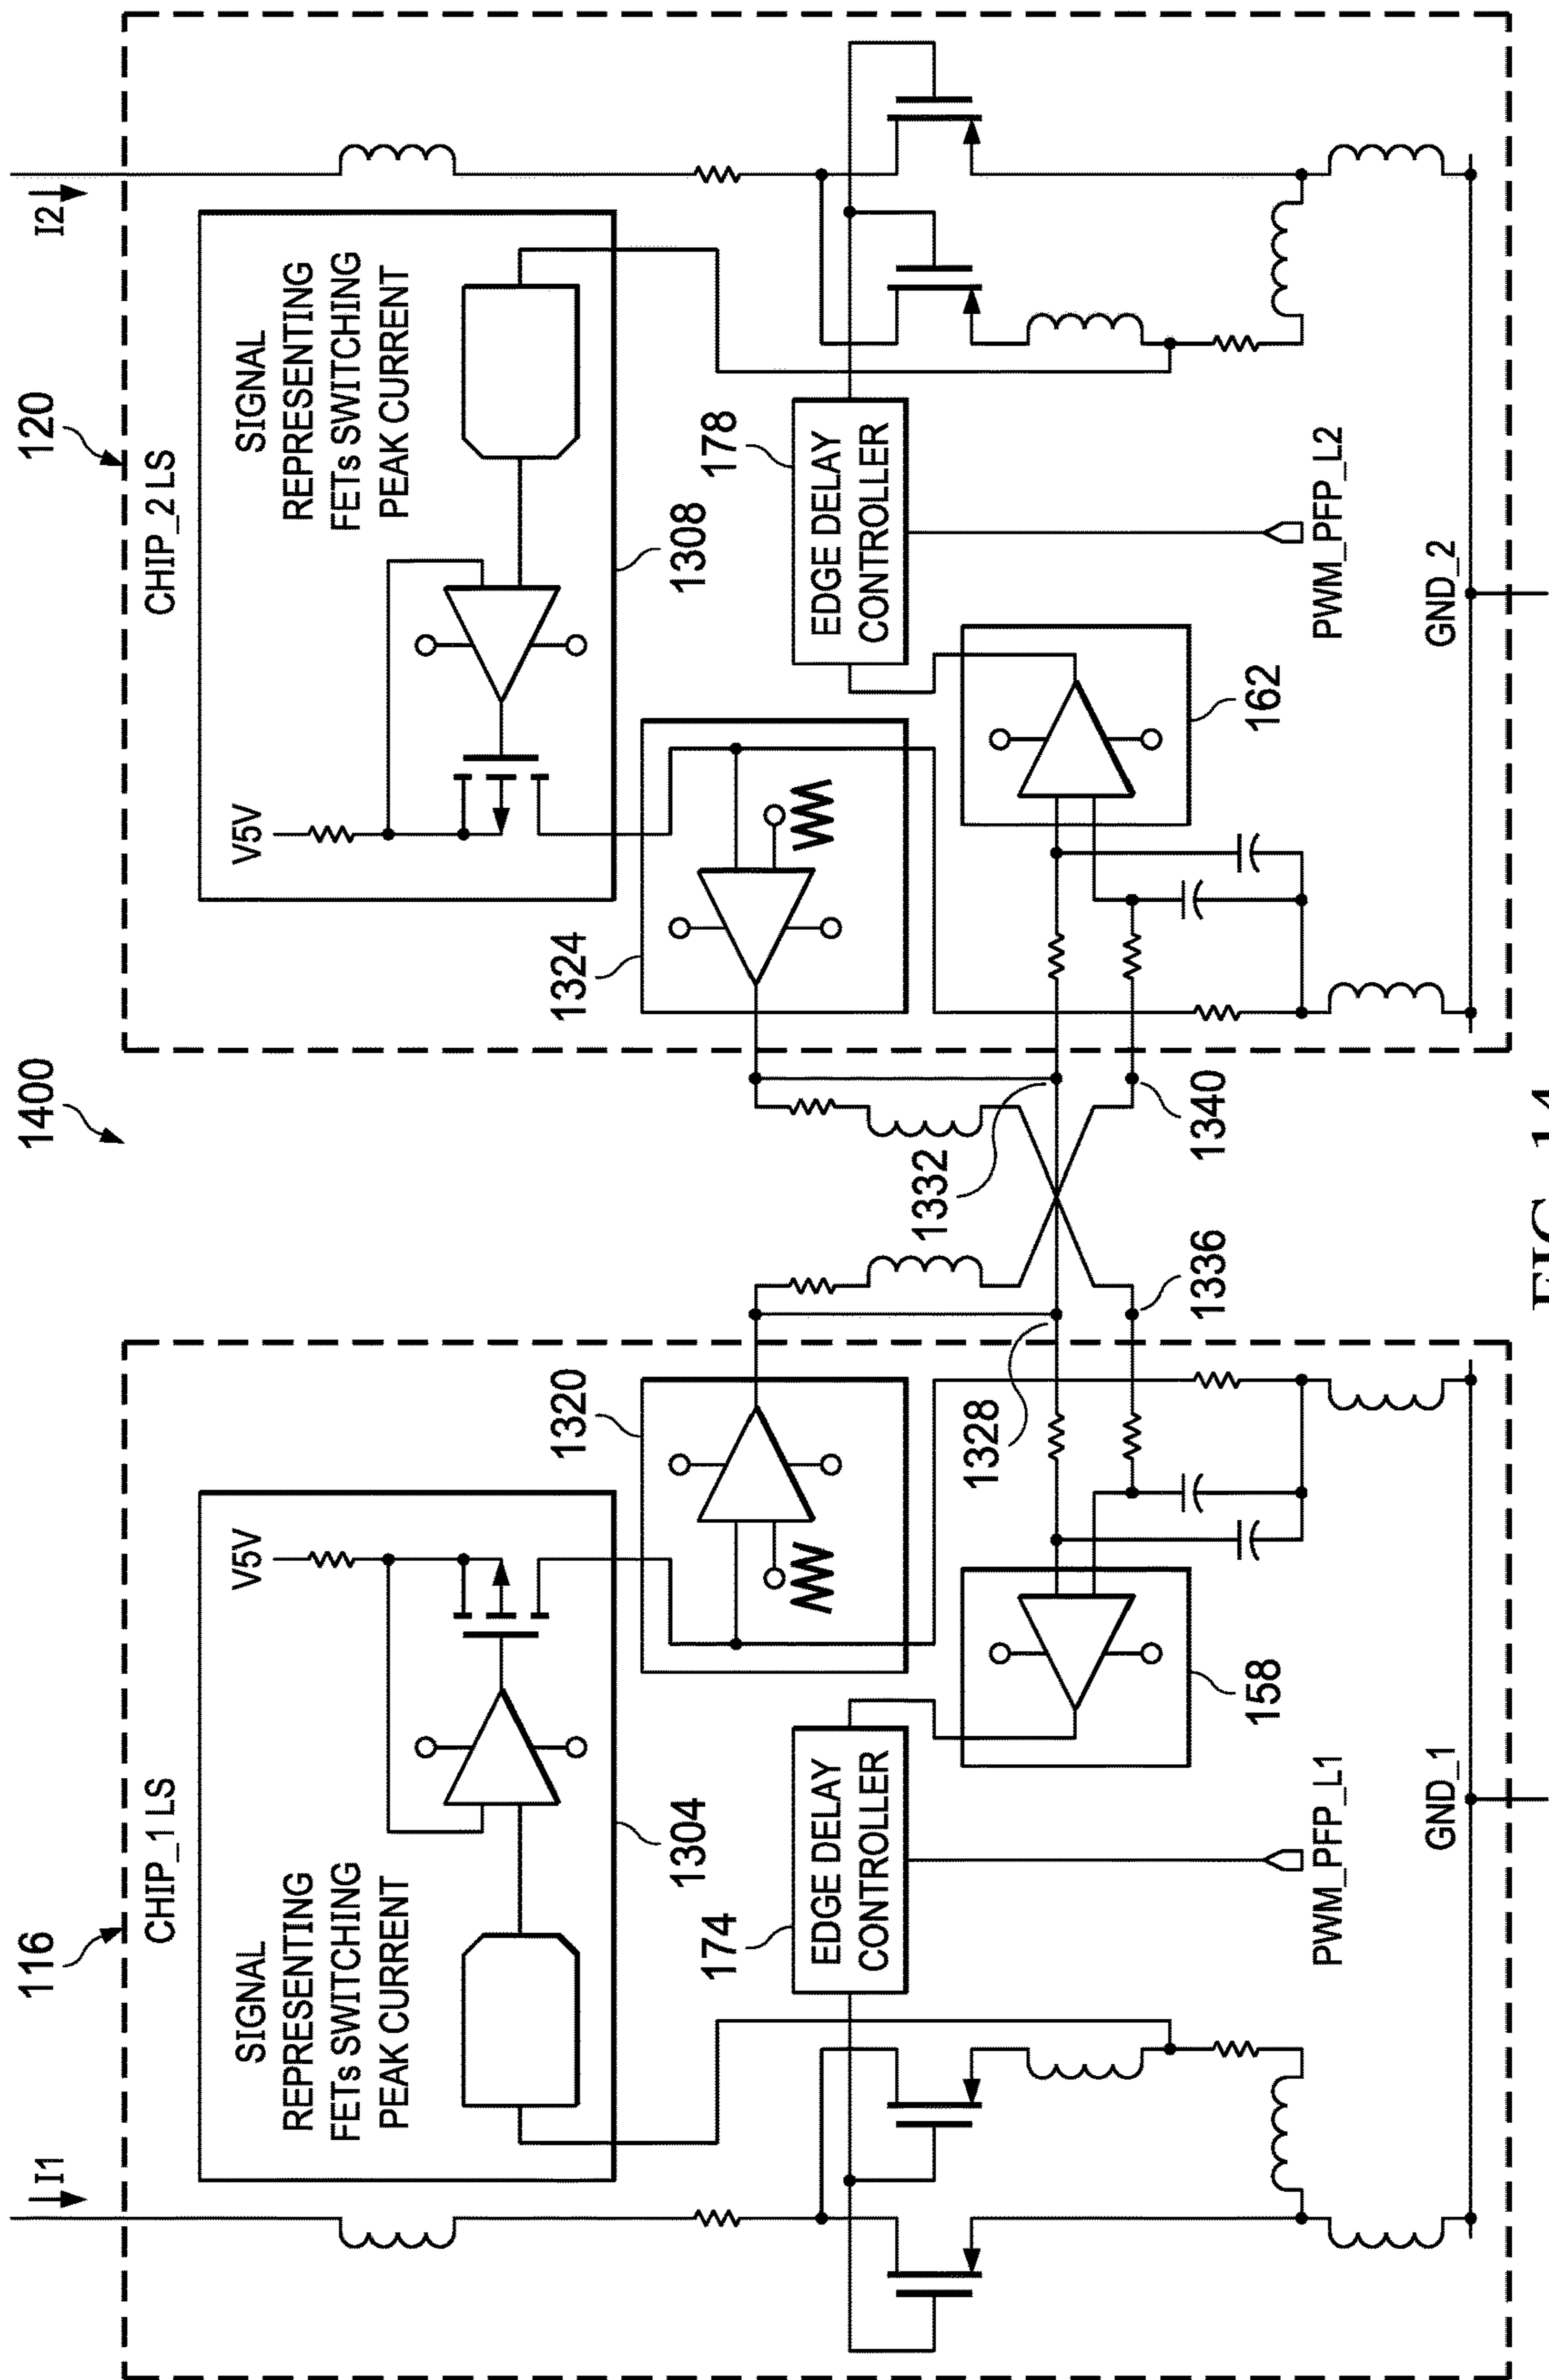 1400
116
CHIP_1 LS
I1
SIGNAL
REPRESENTING
FETs SWITCHING
PEAK CURRENT
V5V
1304
1320
174
EDGE DELAY
CONTROLLER
158
1328
1336
PWM_PFP_L1
GND_1
120
CHIP_2 LS
I2
V5V
SIGNAL
REPRESENTING
FETs SWITCHING
PEAK CURRENT
1308
1324
178
EDGE DELAY
CONTROLLER
162
1332
1340
PWM_PFP_L2
GND_2
FIG. 14